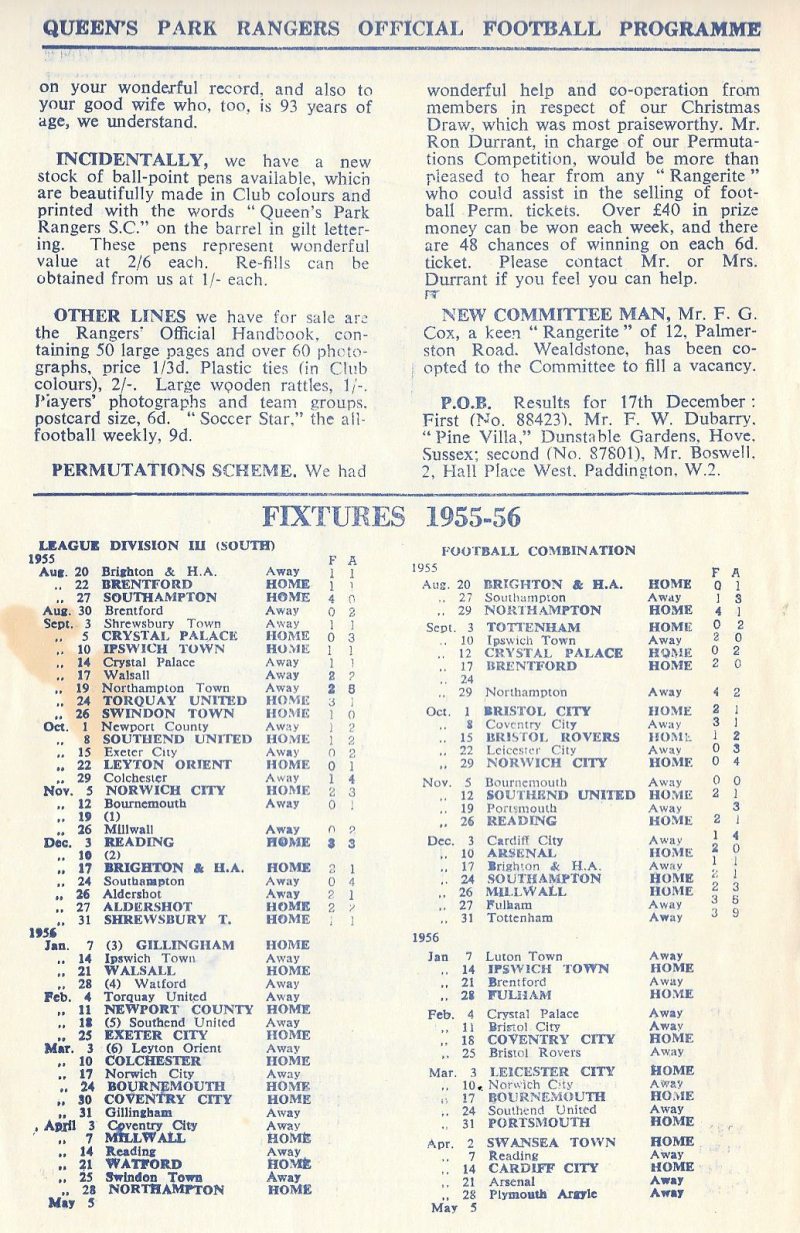 QUEEN'S PARK RANGERS OFFICIAL FOOTBALL PROGRAMME
on your wonderful record, and also to
your good wife who, too, is 93 years of
age, we understand.
INCIDENTALLY, we have a new
stock of ball-point pens available, which
are beautifully made in Club colours and
printed with the words "Queen's Park
Rangers S.C." on the barrel in gilt letter-
ing. These pens represent wonderful
value at 2/6 each. Re-fills can be
obtained from us at 1/- each.
OTHER LINES we have for sale are
the Rangers' Official Handbook, con-
taining 50 large pages and over 60 photo-
graphs, price 1/3d. Plastic ties (in Club
colours), 2/-. Large wooden rattles, 1/-.
Players' photographs and team groups,
postcard size, 6d. "Soccer Star," the all-
football weekly, 9d.
PERMUTATIONS SCHEME. We had
wonderful help and co-operation from
members in respect of our Christmas
Draw, which was most praiseworthy. Mr.
Ron Durrant, in charge of our Permuta-
tions Competition, would be more than
pleased to hear from any "Rangerite"
who could assist in the selling of foot-
ball Perm. tickets. Over £40 in prize
money can be won each week, and there
are 48 chances of winning on each 6d.
ticket. Please contact Mr. or Mrs.
Durrant if you feel you can help.
NEW COMMITTEE MAN, Mr. F. G.
Cox, a keen "Rangerite" of 12, Palmer-
ston Road, Wealdstone, has been co-
opted to the Committee to fill a vacancy.
P.O.B. Results for 17th December:
First (No. 88423), Mr. F. W. Dubarry,
"Pine Villa," Dunstable Gardens, Hove,
Sussex; second (No. 87801), Mr. Boswell,
2, Hall Place West, Paddington, W.2.
FIXTURES 1955-56
LEAGUE DIVISION III (SOUTH)
1955 F A
Aug. 20 Brighton & H.A. Away 1 1
,, 22 BRENTFORD HOME 1 1
,, 27 SOUTHAMPTON HOME 4 0
Aug. 30 Brentford Away 0 2
Sept. 3 Shrewsbury Town Away 1 1
,, 5 CRYSTAL PALACE HOME 0 3
,, 10 IPSWICH TOWN HOME 1 1
,, 14 Crystal Palace Away 1 1
,, 17 Walsall Away 2 2
,, 19 Northampton Town Away 2 5
,, 24 TORQUAY UNITED HOME 3 1
,, 26 SWINDON TOWN HOME 1 0
Oct. 1 Newport County Away 1 2
,, 8 SOUTHEND UNITED HOME 1 2
,, 15 Exeter City Away 0 2
,, 22 LEYTON ORIENT HOME 0 1
,, 29 Colchester Away 1 4
Nov. 5 NORWICH CITY HOME 2 3
,, 12 Bournemouth Away 0 1
,, 19 (1)
,, 26 Millwall Away 0 2
Dec. 3 READING HOME 3 3
,, 10 (2)
,, 17 BRIGHTON & H.A. HOME 2 1
,, 24 Southampton Away 0 4
,, 26 Aldershot Away 2 1
,, 27 ALDERSHOT HOME 2 2
,, 31 SHREWSBURY T. HOME 1 1
1956
Jan. 7 (3) GILLINGHAM HOME
,, 14 Ipswich Town Away
,, 21 WALSALL HOME
,, 28 (4) Watford Away
Feb. 4 Torquay United Away
,, 11 NEWPORT COUNTY HOME
,, 18 (5) Southend United Away
,, 25 EXETER CITY HOME
Mar. 3 (6) Leyton Orient Away
,, 10 COLCHESTER HOME
,, 17 Norwich City Away
,, 24 BOURNEMOUTH HOME
,, 30 COVENTRY CITY HOME
,, 31 Gillingham Away
April 3 Coventry City Away
,, 7 MILLWALL HOME
,, 14 Reading Away
,, 21 WATFORD HOME
,, 25 Swindon Town Away
,, 28 NORTHAMPTON HOME
May 5
FOOTBALL COMBINATION
1955 F A
Aug. 20 BRIGHTON & H.A. HOME 0 1
,, 27 Southampton Away 1 3
,, 29 NORTHAMPTON HOME 4 1
Sept. 3 TOTTENHAM HOME 0 2
,, 10 Ipswich Town Away 2 0
,, 12 CRYSTAL PALACE HOME 0 2
,, 17 BRENTFORD HOME 2 0
,, 24
,, 29 Northampton Away 4 2
Oct. 1 BRISTOL CITY HOME 2 1
,, 8 Coventry City Away 3 1
,, 15 BRISTOL ROVERS HOME 1 2
,, 22 Leicester City Away 0 3
,, 29 NORWICH CITY HOME 0 4
Nov. 5 Bournemouth Away 0 0
,, 12 SOUTHEND UNITED HOME 2 1
,, 19 Portsmouth Away 3
,, 26 READING HOME 2 1
Dec. 3 Cardiff City Away 1 4
,, 10 ARSENAL HOME 2 0
,, 17 Brighton & H.A. Away 1 1
,, 24 SOUTHAMPTON HOME 2 1
,, 26 MILLWALL HOME 2 3
,, 27 Fulham Away 3
,, 31 Tottenham Away 3 9
1956
Jan 7 Luton Town Away
,, 14 IPSWICH TOWN HOME
,, 21 Brentford Away
,, 28 FULHAM HOME
Feb. 4 Crystal Palace Away
,, 11 Bristol City Away
,, 18 COVENTRY CITY HOME
,, 25 Bristol Rovers Away
Mar. 3 LEICESTER CITY HOME
,, 10 Norwich City Away
,, 17 BOURNEMOUTH HOME
,, 24 Southend United Away
,, 31 PORTSMOUTH HOME
Apr. 2 SWANSEA TOWN HOME
,, 7 Reading Away
,, 14 CARDIFF CITY HOME
,, 21 Arsenal Away
,, 28 Plymouth Argyle Away
May 5